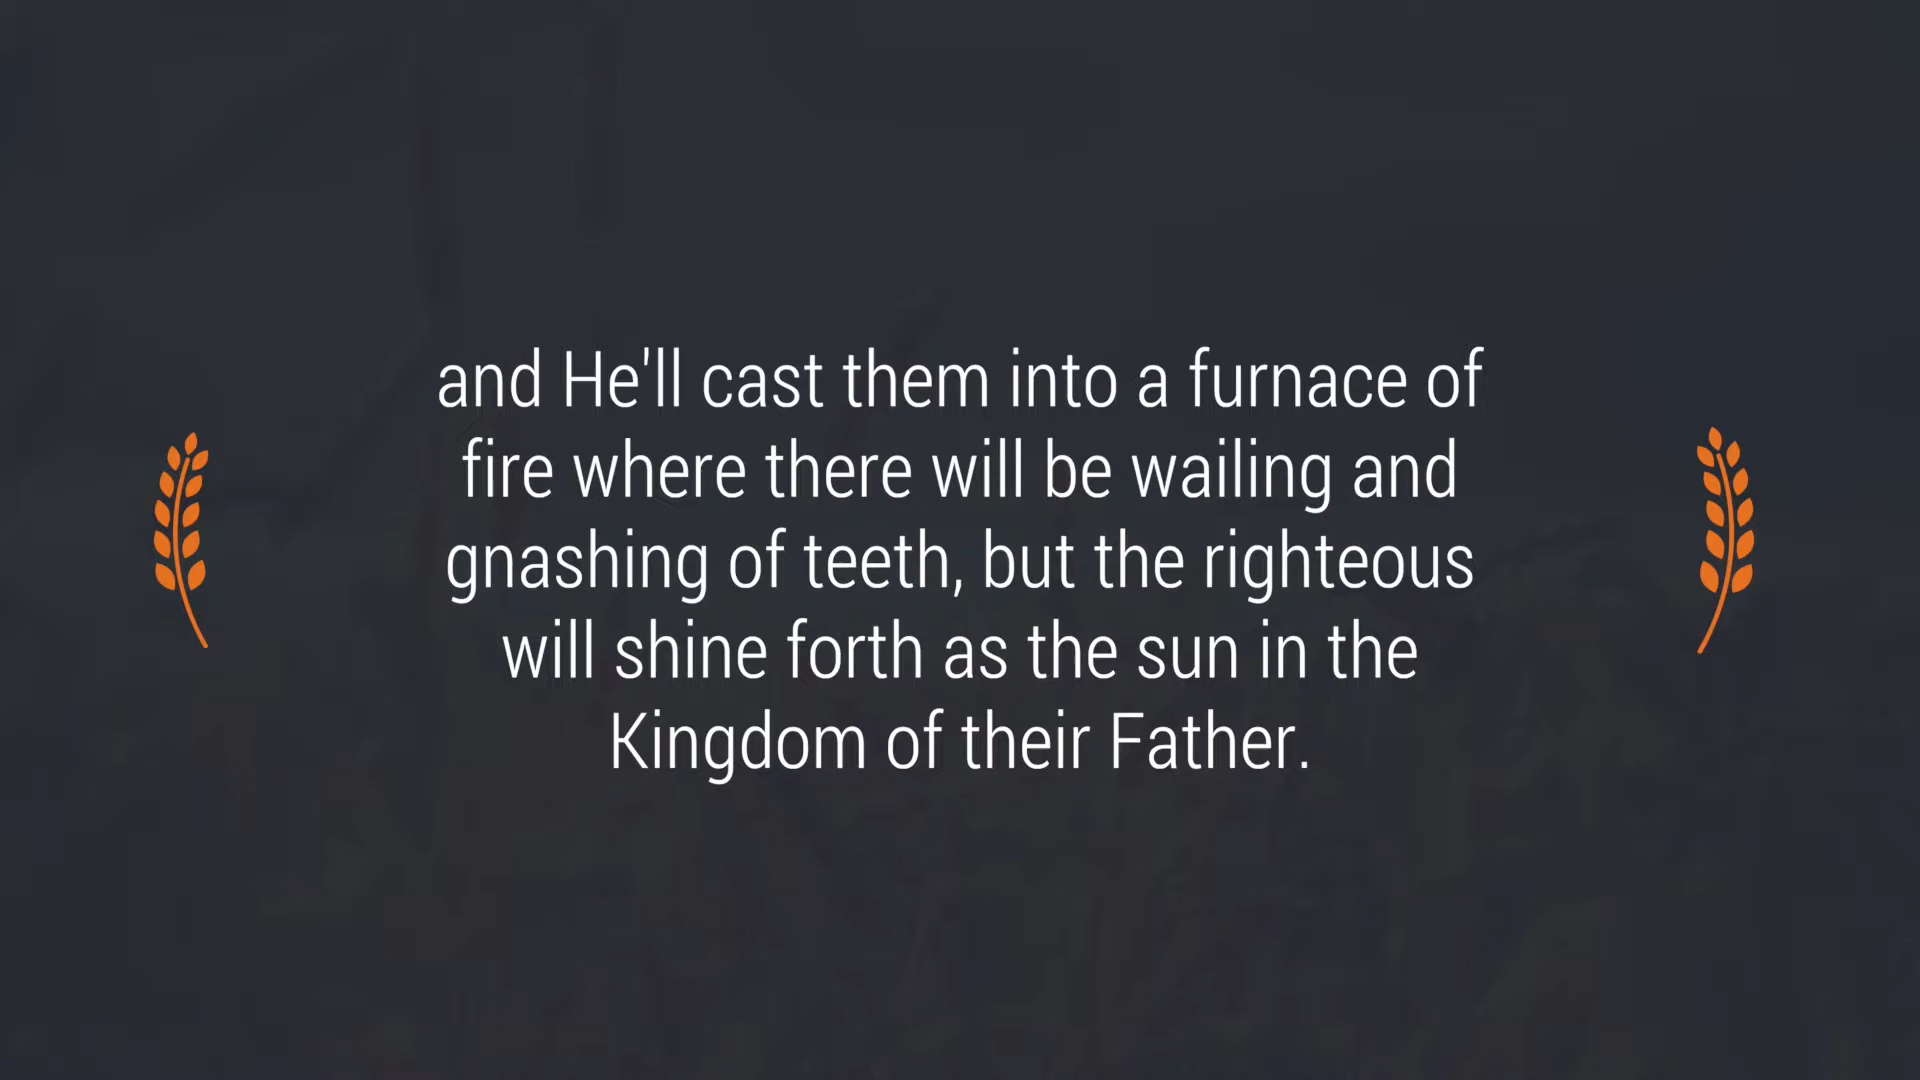 and He'll cast them into a furnace of
fire where there will be wailing and
gnashing of teeth, but the righteous
will shine forth as the sun in the
Kingdom of their Father.